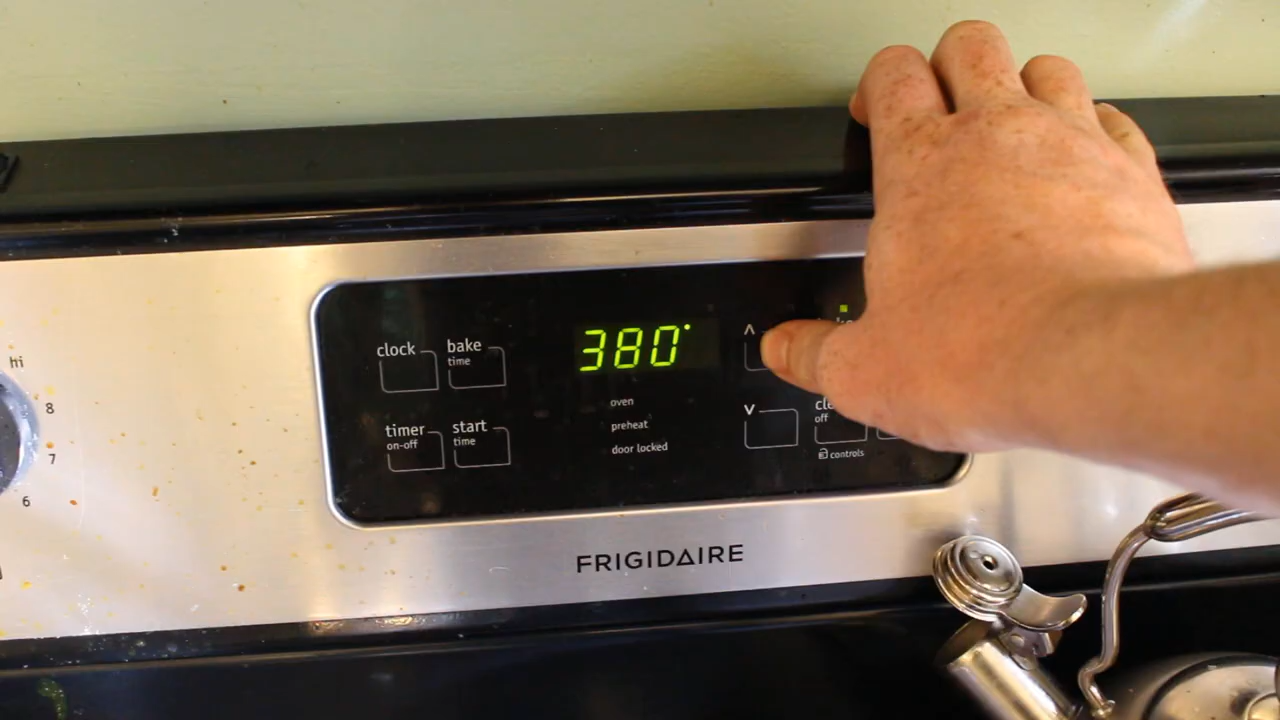 hi
8
7
6
clock
bake
time
380°
^
timer
on-off
start
time
oven
preheat
door locked
v
off
controls
FRIGIDAIRE